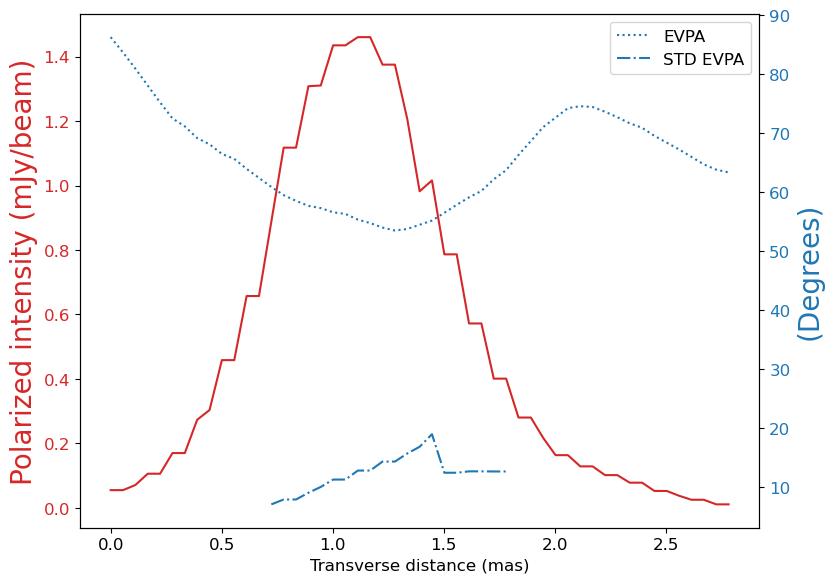 Polarized intensity (mJy/beam)
1.4
1.2
1.0
0.8
0.6
0.4
0.2
0.0
EVPA
STD EVPA
90
80
70
60
50
40
30
20
10
(Degrees)
0.0 0.5 1.0 1.5 2.0 2.5
Transverse distance (mas)